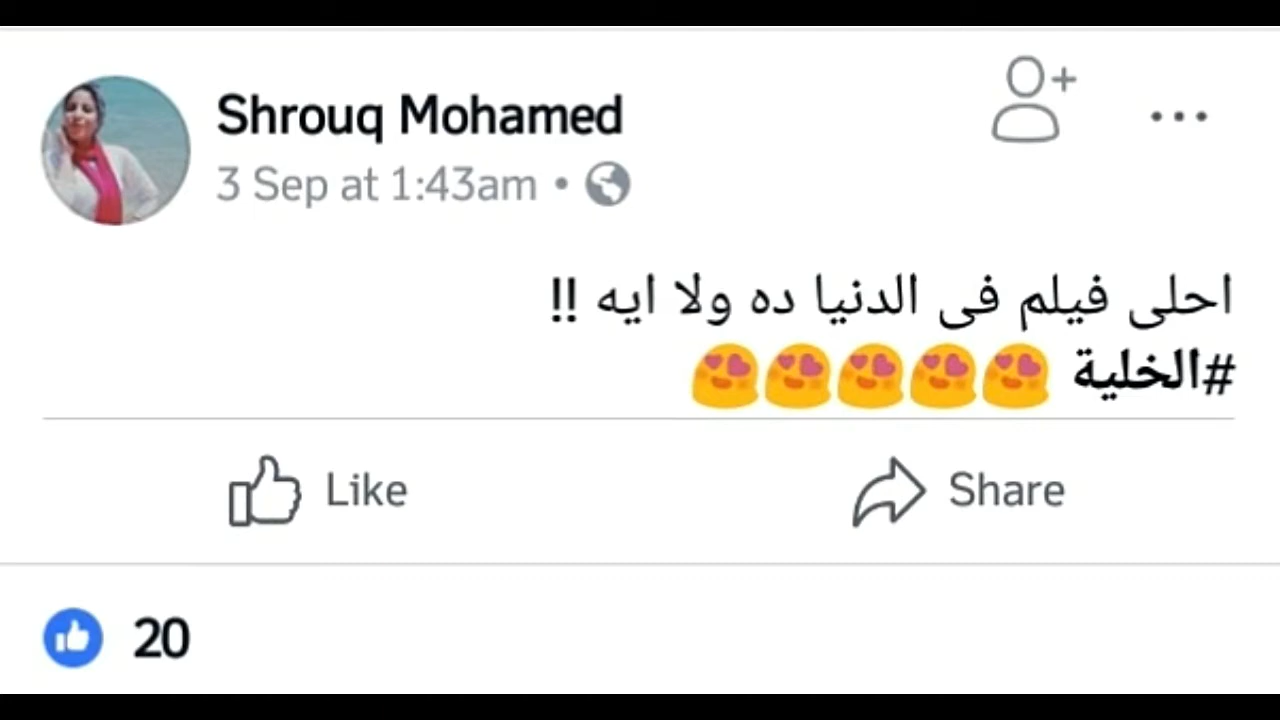 Shrouq Mohamed
3 Sep at 1:43am •
احلى فيلم فى الدنيا ده ولا ايه !!
#الخلية 😍😍😍😍😍
Like
Share
20